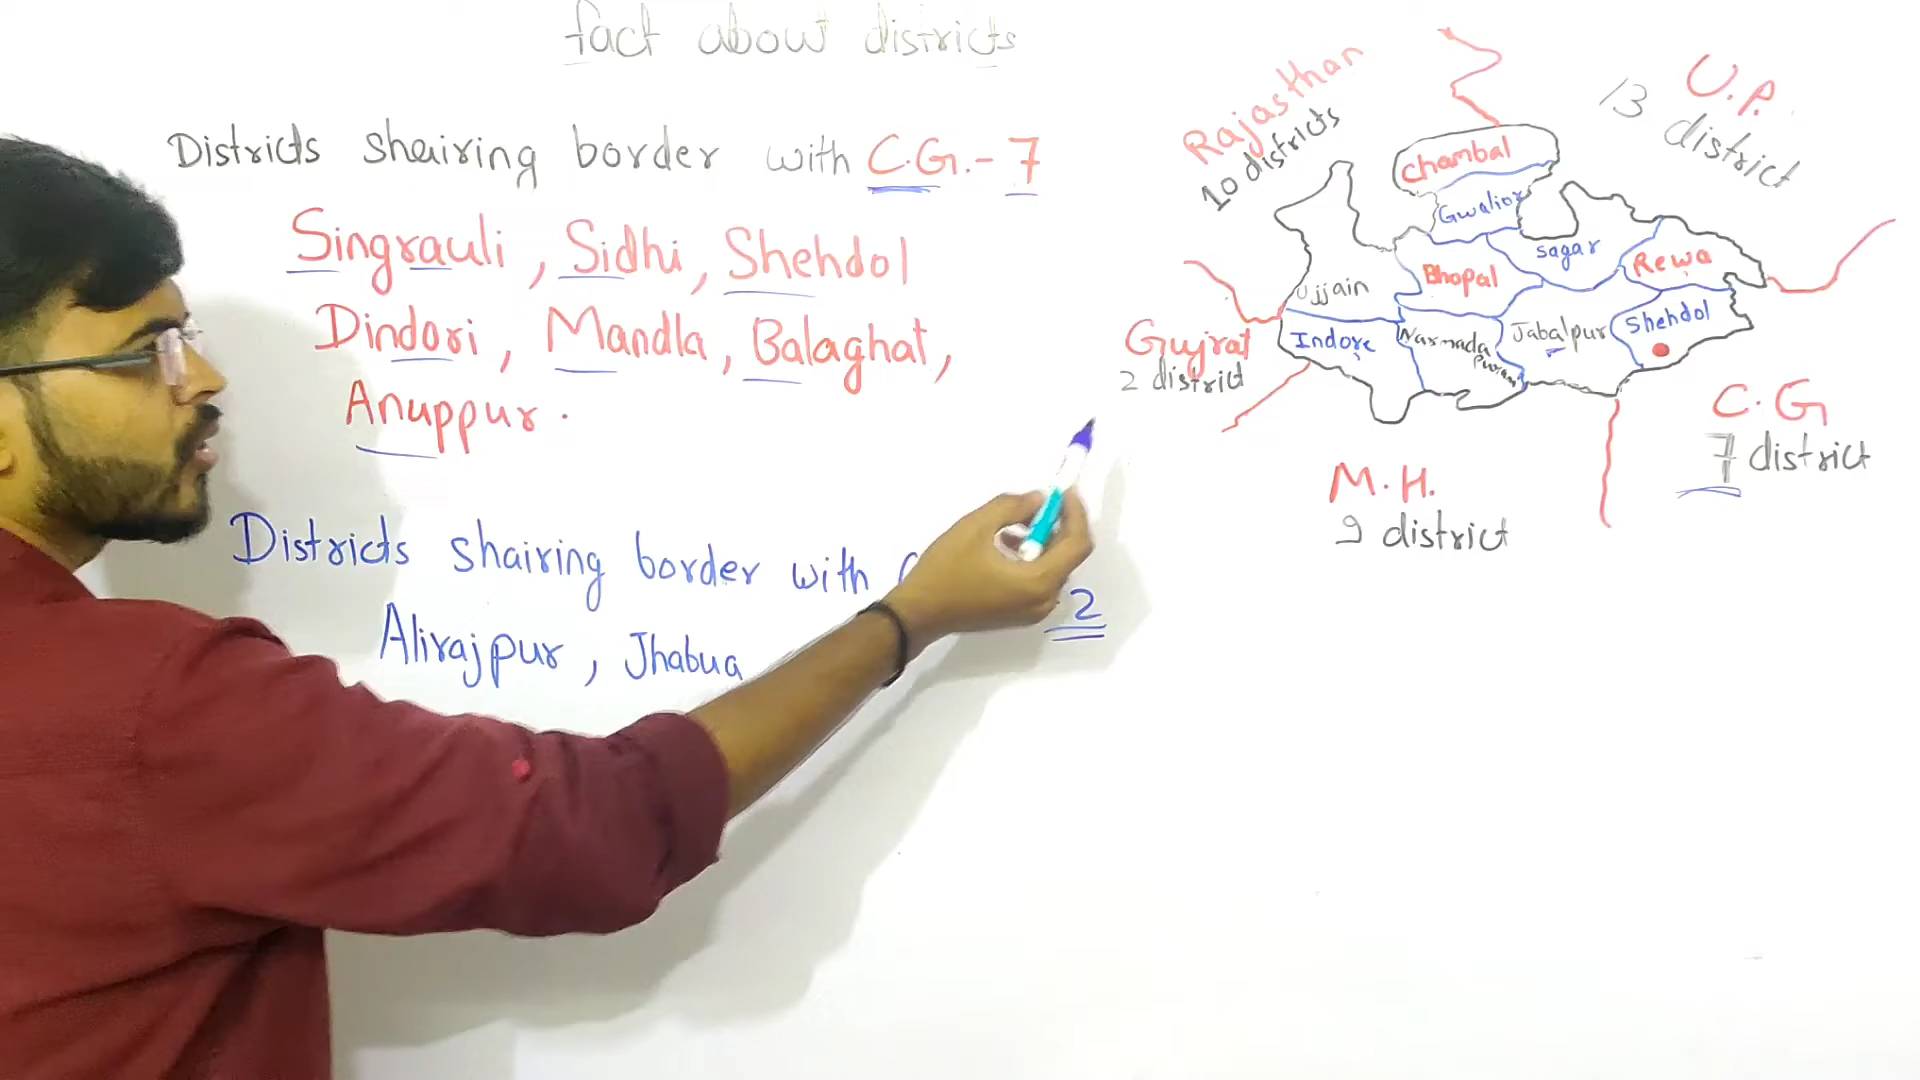 fact about districts
Districts shairing border with C.G. - 7
Singrauli, Sidhi, Shehdol
Dindori, Mandla, Balaghat,
Anuppur.
Districts shairing border with
2
Alirajpur, Jhabua
Rajasthan
10 districts
U.P.
13 district
Chambal
Gwalior
Sagar
Rewa
Bhopal
Ujjain
Shehdol
Jabalpur
Indore
Narmada
Puram
Gujrat
2 district
C.G
7 district
M.H.
9 district